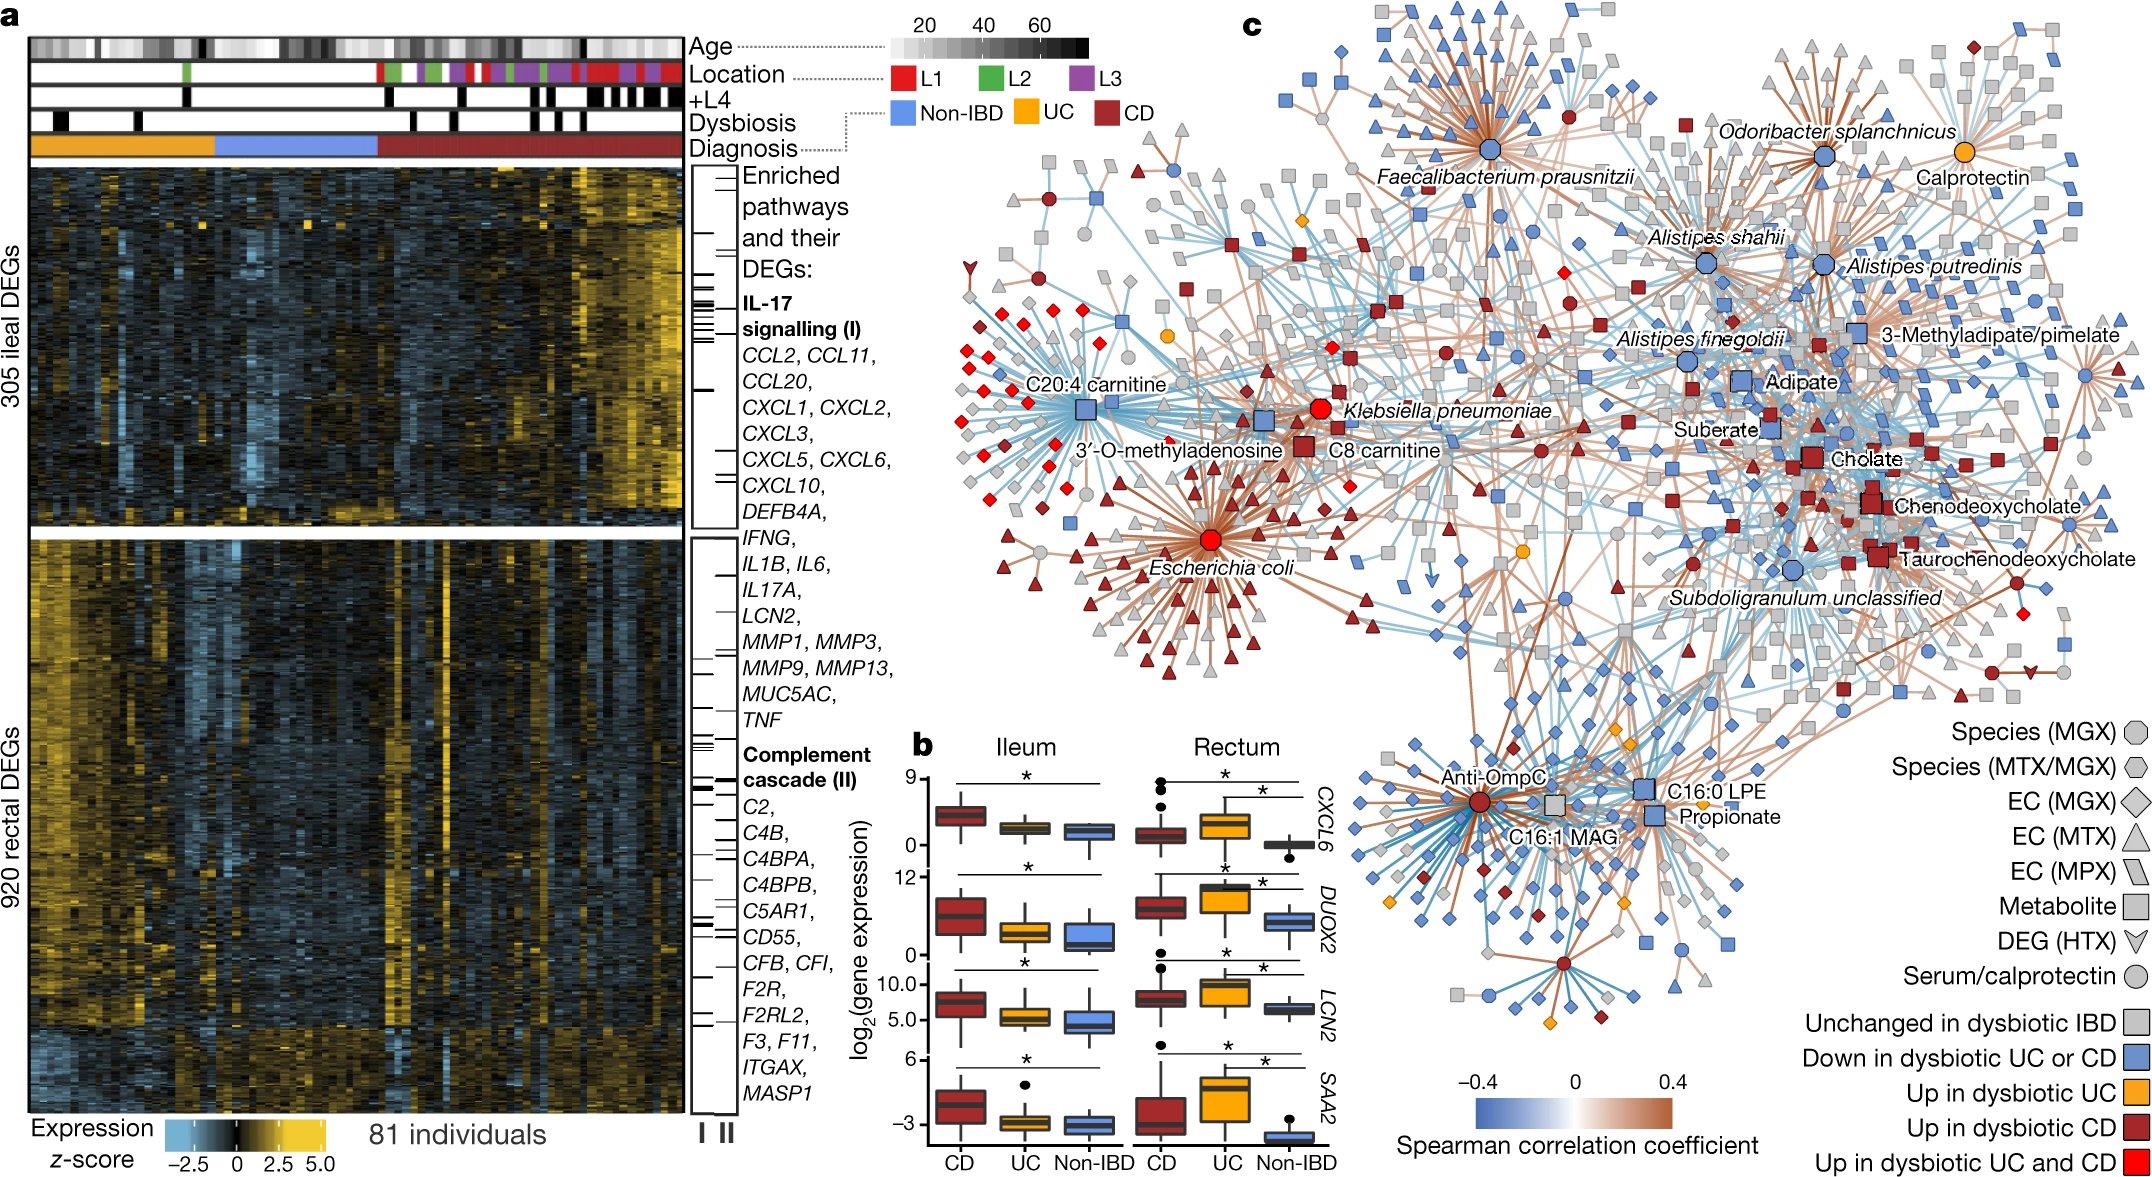 a
20 40 60
Age
Location
L1 L2 L3
+L4
Dysbiosis
Non-IBD UC CD
Diagnosis
305 ileal DEGs
920 rectal DEGs
Enriched
pathways
and their
DEGs:
IL-17
signalling (I)
CCL2, CCL11,
CCL20,
CXCL1, CXCL2,
CXCL3,
CXCL5, CXCL6,
CXCL10,
DEFB4A,
IFNG,
IL1B, IL6,
IL17A,
LCN2,
MMP1, MMP3,
MMP9, MMP13,
MUC5AC,
TNF
Complement
cascade (II)
C2,
C4B,
C4BPA,
C4BPB,
C5AR1,
CD55,
CFB, CFI,
F2R,
F2RL2,
F3, F11,
ITGAX,
MASP1
I II
Expression
z-score
−2.5 0 2.5 5.0
81 individuals
b
Ileum Rectum
log2(gene expression)
9
0
12
0
10.0
5.0
6
−3
* * *
* * *
* * *
* * *
CXCL6
DUOX2
LCN2
SAA2
CD UC Non-IBD CD UC Non-IBD
c
Odoribacter splanchnicus
Faecalibacterium prausnitzii
Calprotectin
Alistipes shahii
Alistipes putredinis
Alistipes finegoldii
3-Methyladipate/pimelate
C20:4 carnitine
Adipate
Klebsiella pneumoniae
Suberate
3′-O-methyladenosine
C8 carnitine
Cholate
Chenodeoxycholate
Taurochenodeoxycholate
Escherichia coli
Subdoligranulum unclassified
Anti-OmpC
C16:0 LPE
Propionate
C16:1 MAG
Species (MGX)
Species (MTX/MGX)
EC (MGX)
EC (MTX)
EC (MPX)
Metabolite
DEG (HTX)
Serum/calprotectin
Unchanged in dysbiotic IBD
Down in dysbiotic UC or CD
Up in dysbiotic UC
Up in dysbiotic CD
Up in dysbiotic UC and CD
−0.4 0 0.4
Spearman correlation coefficient